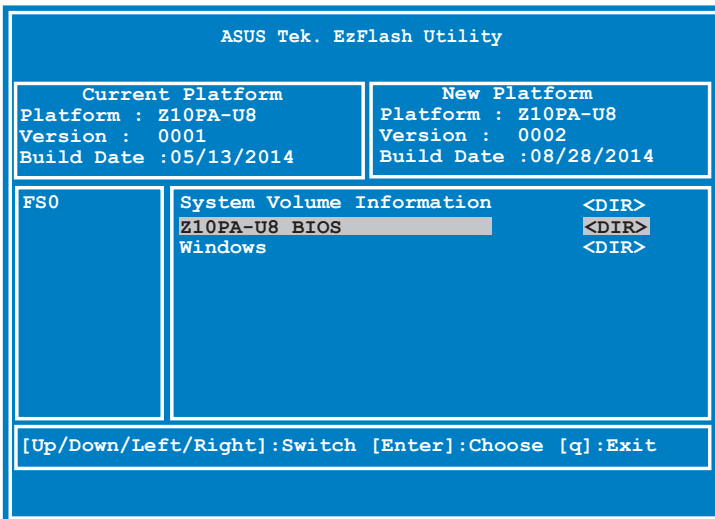 ASUS Tek. EzFlash Utility
Current Platform
Platform : Z10PA-U8
Version : 0001
Build Date :05/13/2014
New Platform
Platform : Z10PA-U8
Version : 0002
Build Date :08/28/2014
FS0
System Volume Information <DIR>
Z10PA-U8 BIOS <DIR>
Windows <DIR>
[Up/Down/Left/Right]:Switch [Enter]:Choose [q]:Exit